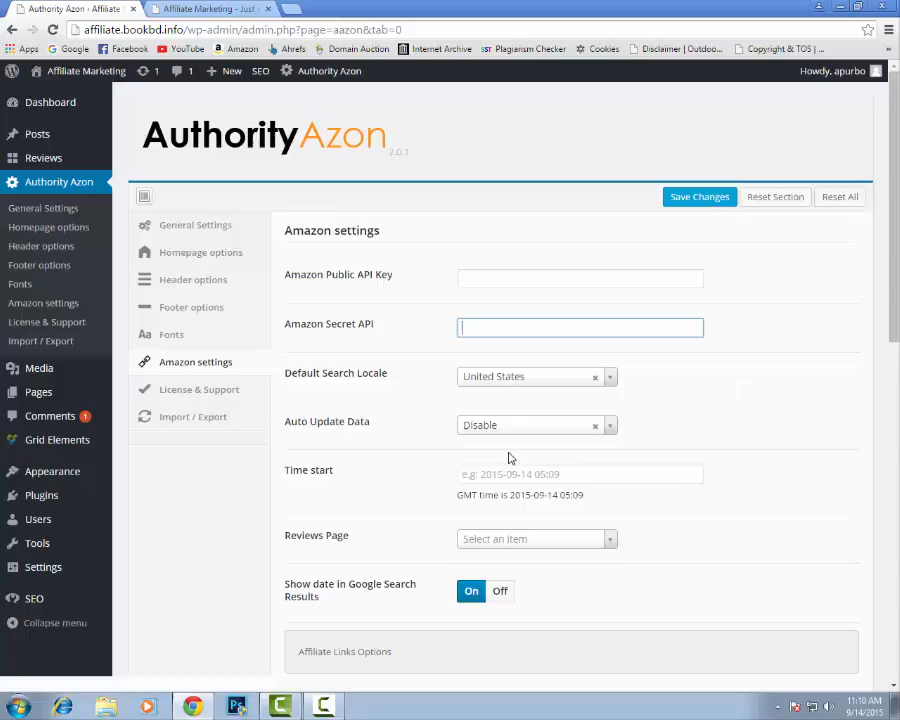 Authority Azon ‹ Affiliate
Affiliate Marketing - Just
affiliate.bookbd.info/wp-admin/admin.php?page=aazon&tab=0
Apps
Google
Facebook
YouTube
Amazon
Ahrefs
Domain Auction
Internet Archive
Plagiarism Checker
Cookies
Disclaimer | Outdoo...
Copyright & TOS | ...
»
Affiliate Marketing
1
1
New
SEO
Authority Azon
Howdy, apurbo
Dashboard
Posts
Reviews
Authority Azon
General Settings
Homepage options
Header options
Footer options
Fonts
Amazon settings
License & Support
Import / Export
Media
Pages
Comments 1
Grid Elements
Appearance
Plugins
Users
Tools
Settings
SEO
Collapse menu
AuthorityAzon
2.0.1
Save Changes
Reset Section
Reset All
General Settings
Homepage options
Header options
Footer options
Aa Fonts
Amazon settings
License & Support
Import / Export
Amazon settings
Amazon Public API Key
Amazon Secret API
Default Search Locale
United States
Auto Update Data
Disable
Time start
e.g: 2015-09-14 05:09
GMT time is 2015-09-14 05:09
Reviews Page
Select an item
Show date in Google Search
Results
On
Off
Affiliate Links Options
Ps
11:10 AM
9/14/2015